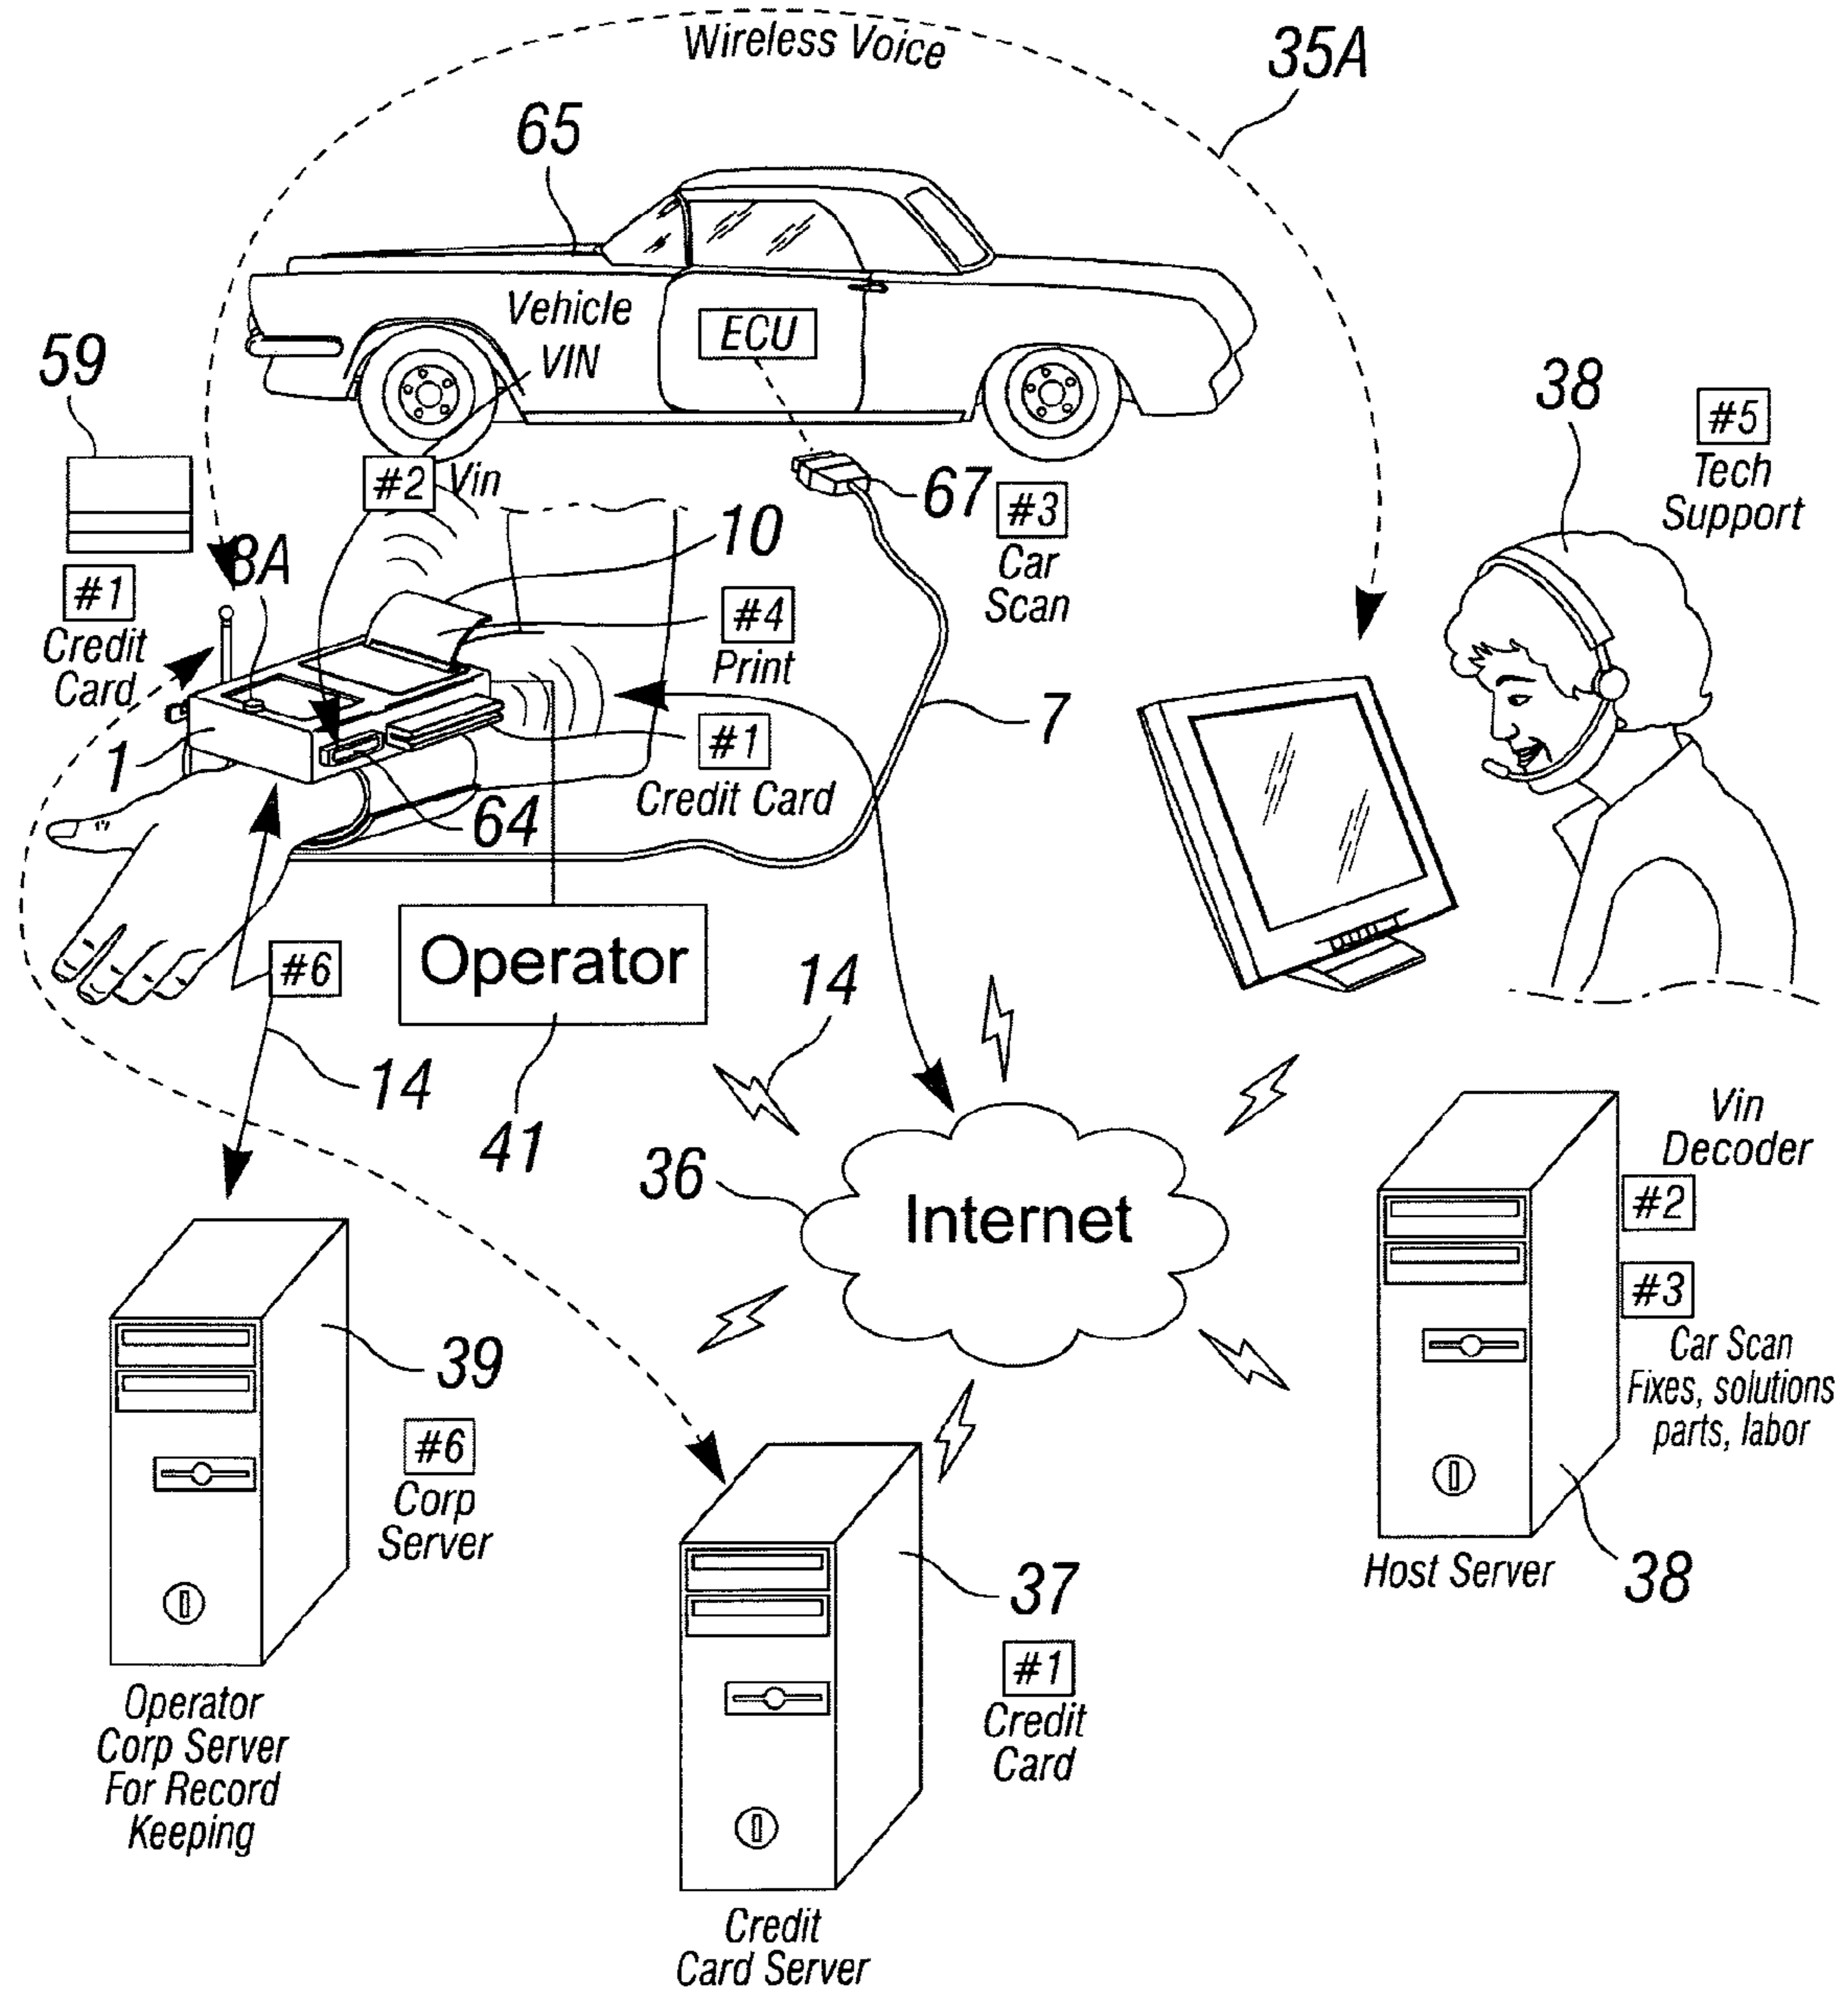 Wireless Voice
35A
65
Vehicle
VIN
ECU
59
38
#5
Tech
Support
#2
Vin
67
#3
Car
Scan
10
8A
#1
Credit
Card
#4
Print
#1
Credit Card
7
1
64
Operator
#6
14
14
41
36
Internet
Vin
Decoder
#2
#3
Car Scan
Fixes, solutions
parts, labor
39
#6
Corp
Server
Host Server
38
37
#1
Credit
Card
Operator
Corp Server
For Record
Keeping
Credit
Card Server